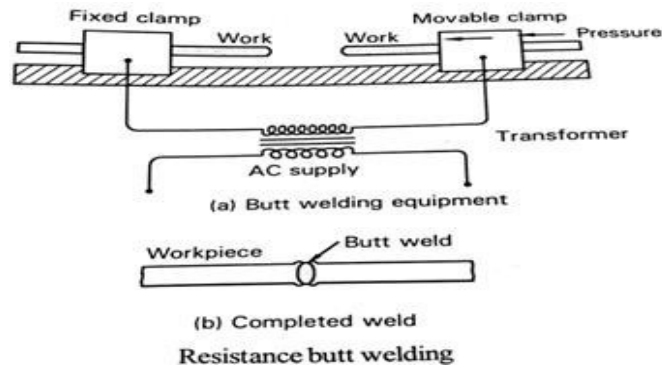 Fixed clamp
Movable clamp
Work
Work
Pressure
Transformer
AC supply
(a) Butt welding equipment
Workpiece
Butt weld
(b) Completed weld
Resistance butt welding